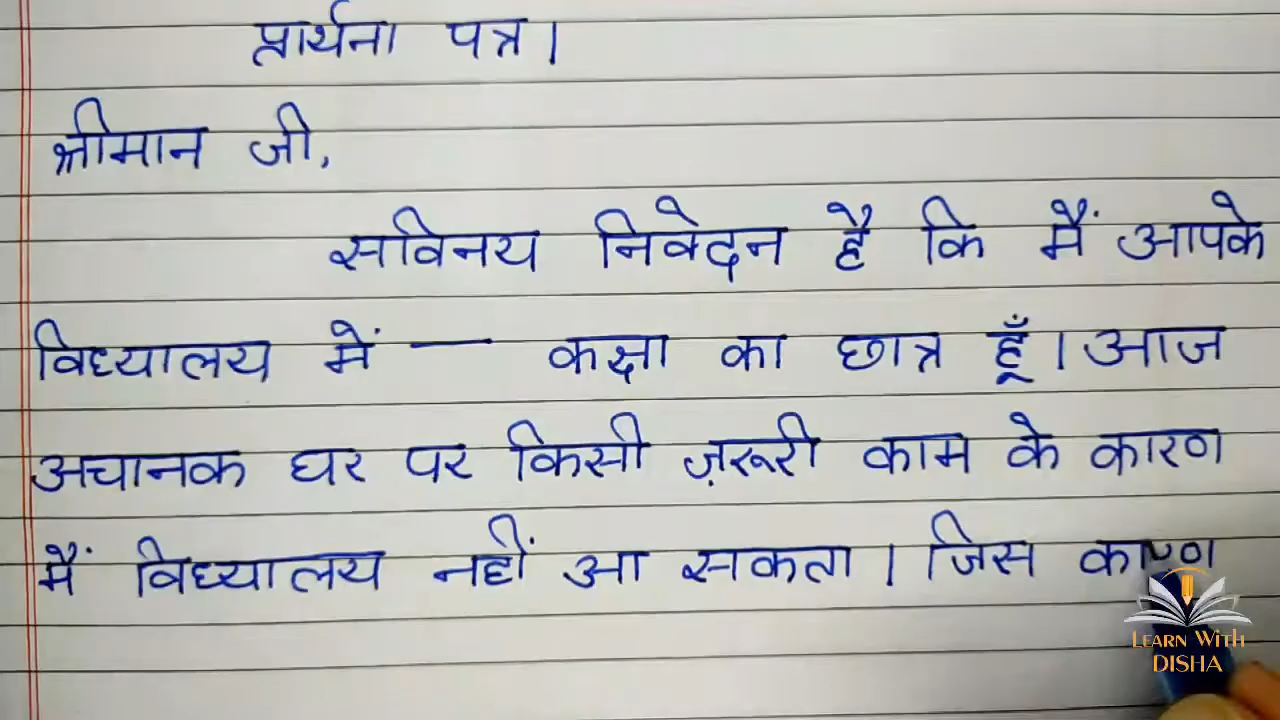 प्रार्थना पत्र।
श्रीमान जी,
सविनय निवेदन है कि मैं आपके
विध्यालय में — कक्षा का छात्र हूँ। आज
अचानक घर पर किसी ज़रूरी काम के कारण
मैं विध्यालय नहीं आ सकता। जिस कारण
LEARN WITH
DISHA